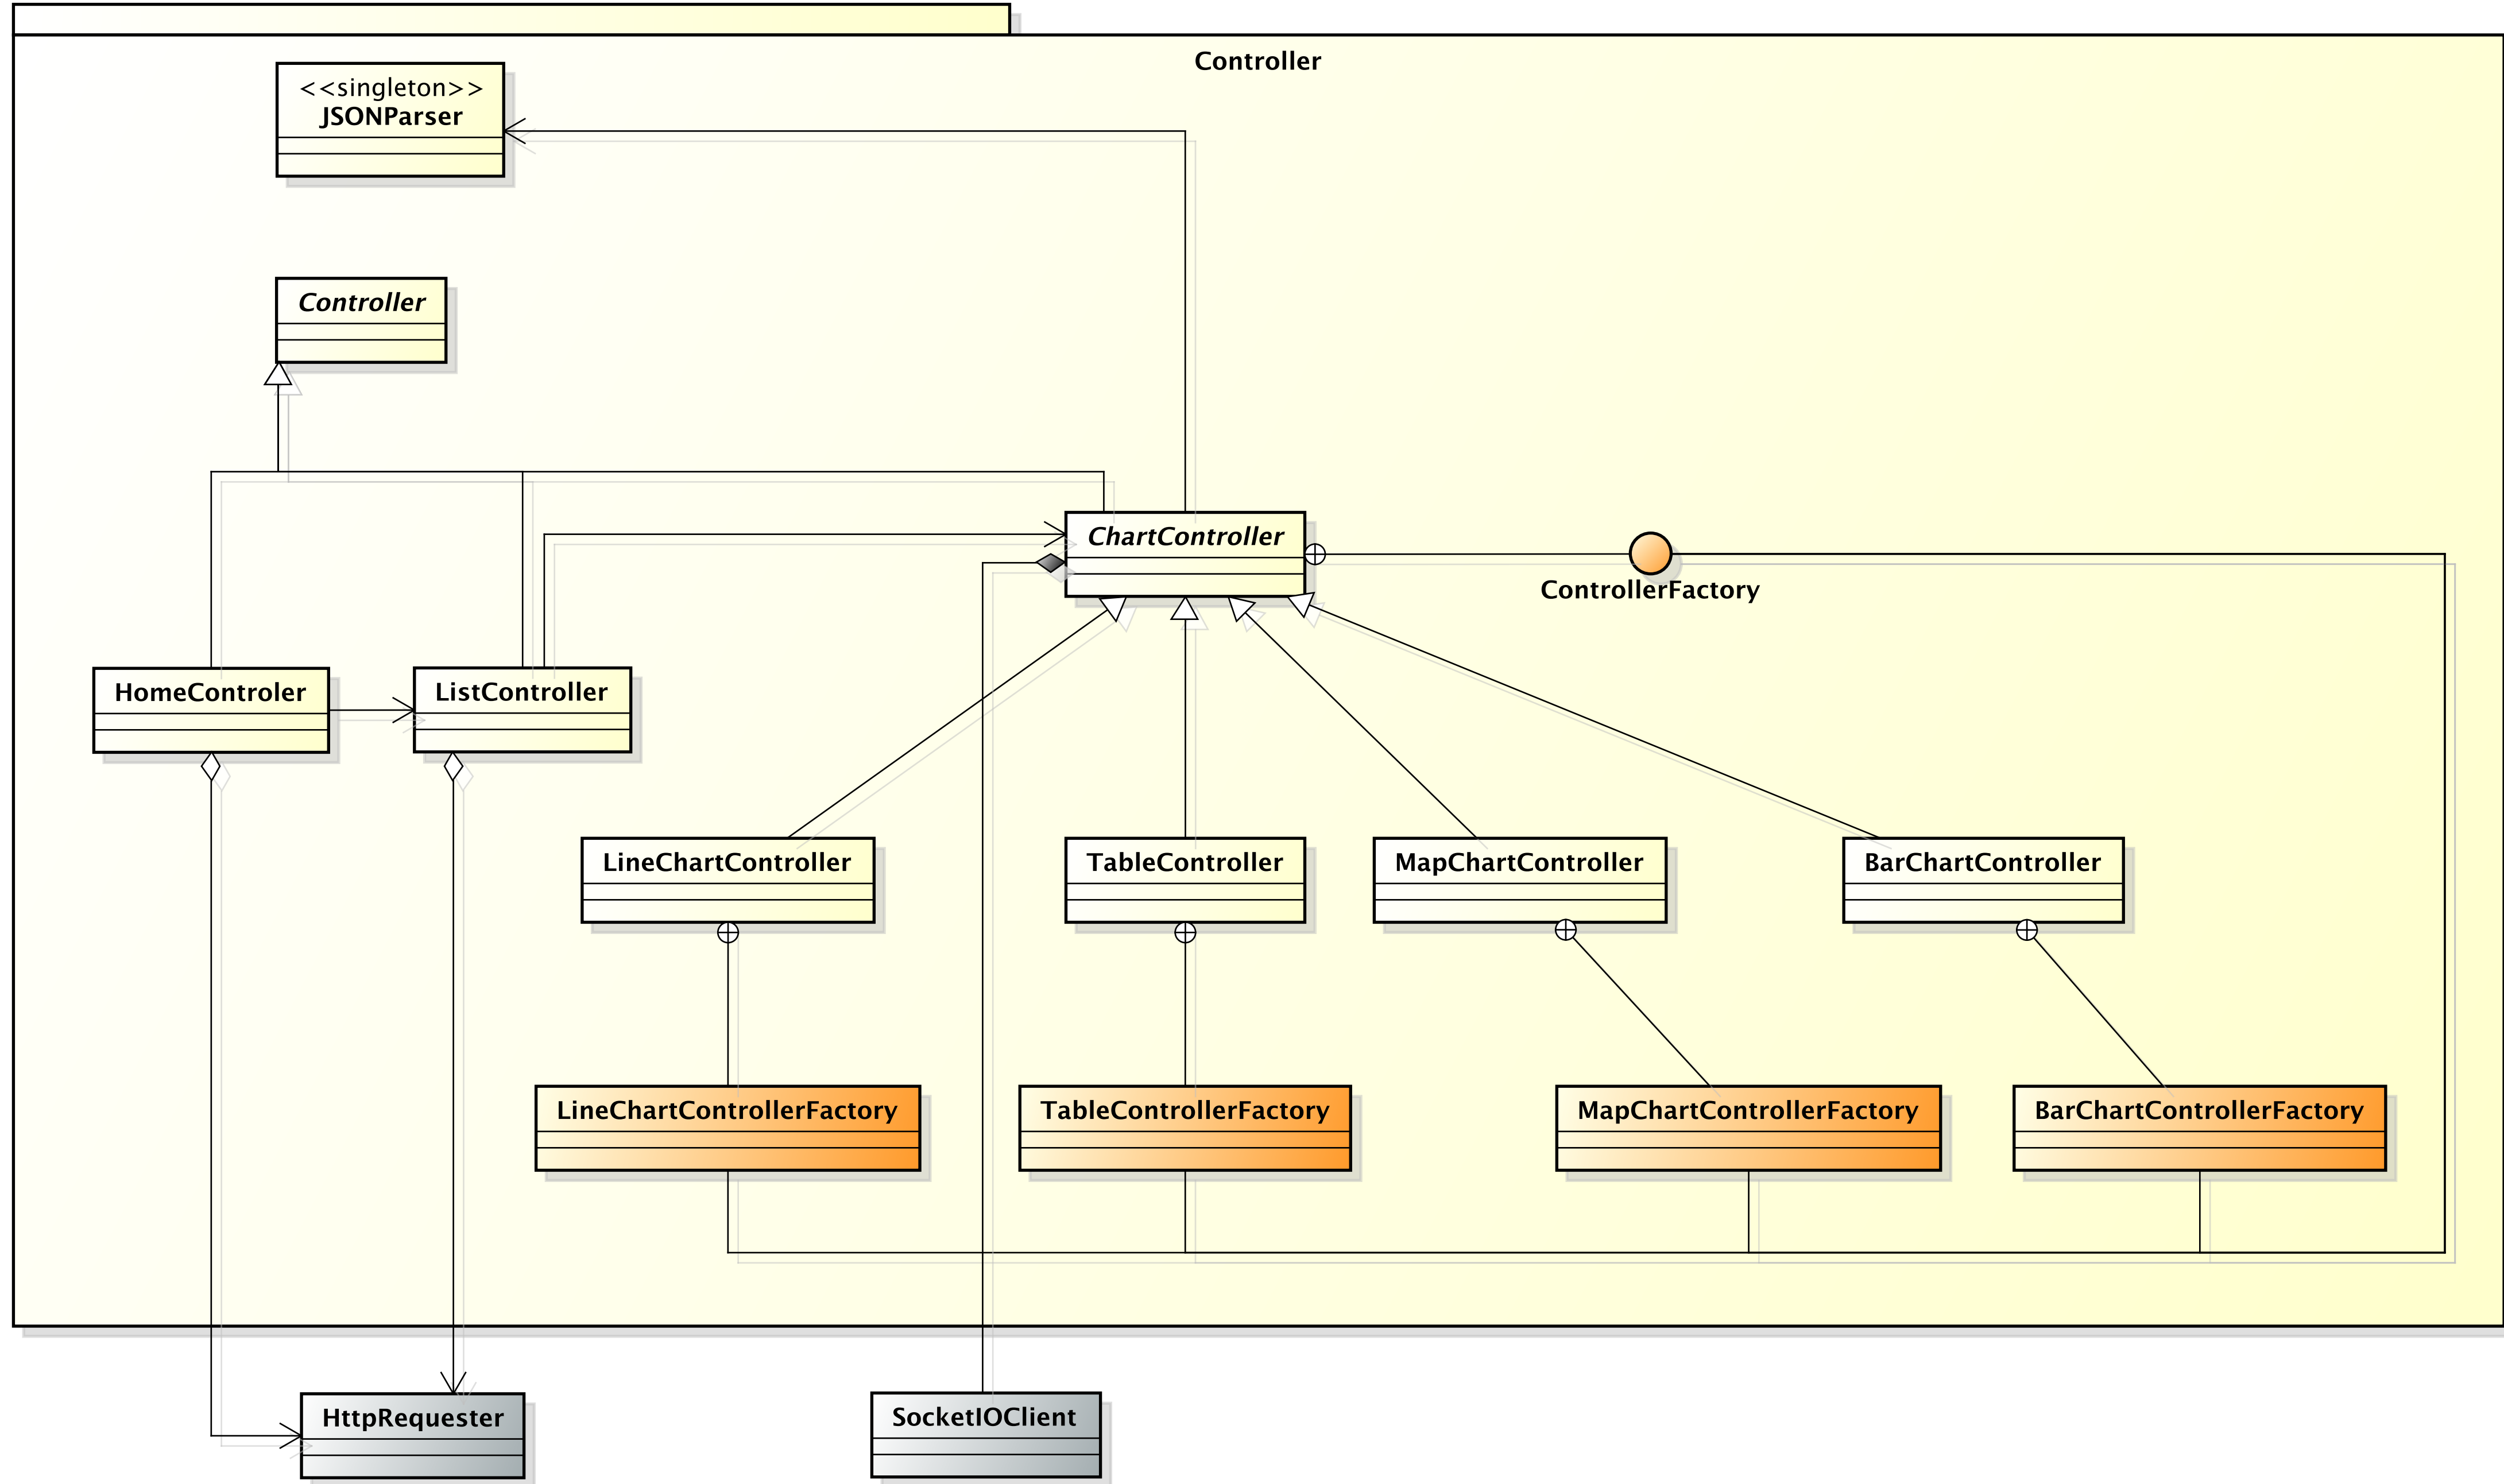 Controller
<<singleton>>
JSONParser
Controller
ChartController
ControllerFactory
HomeControler
ListController
LineChartController
TableController
MapChartController
BarChartController
LineChartControllerFactory
TableControllerFactory
MapChartControllerFactory
BarChartControllerFactory
HttpRequester
SocketIOClient